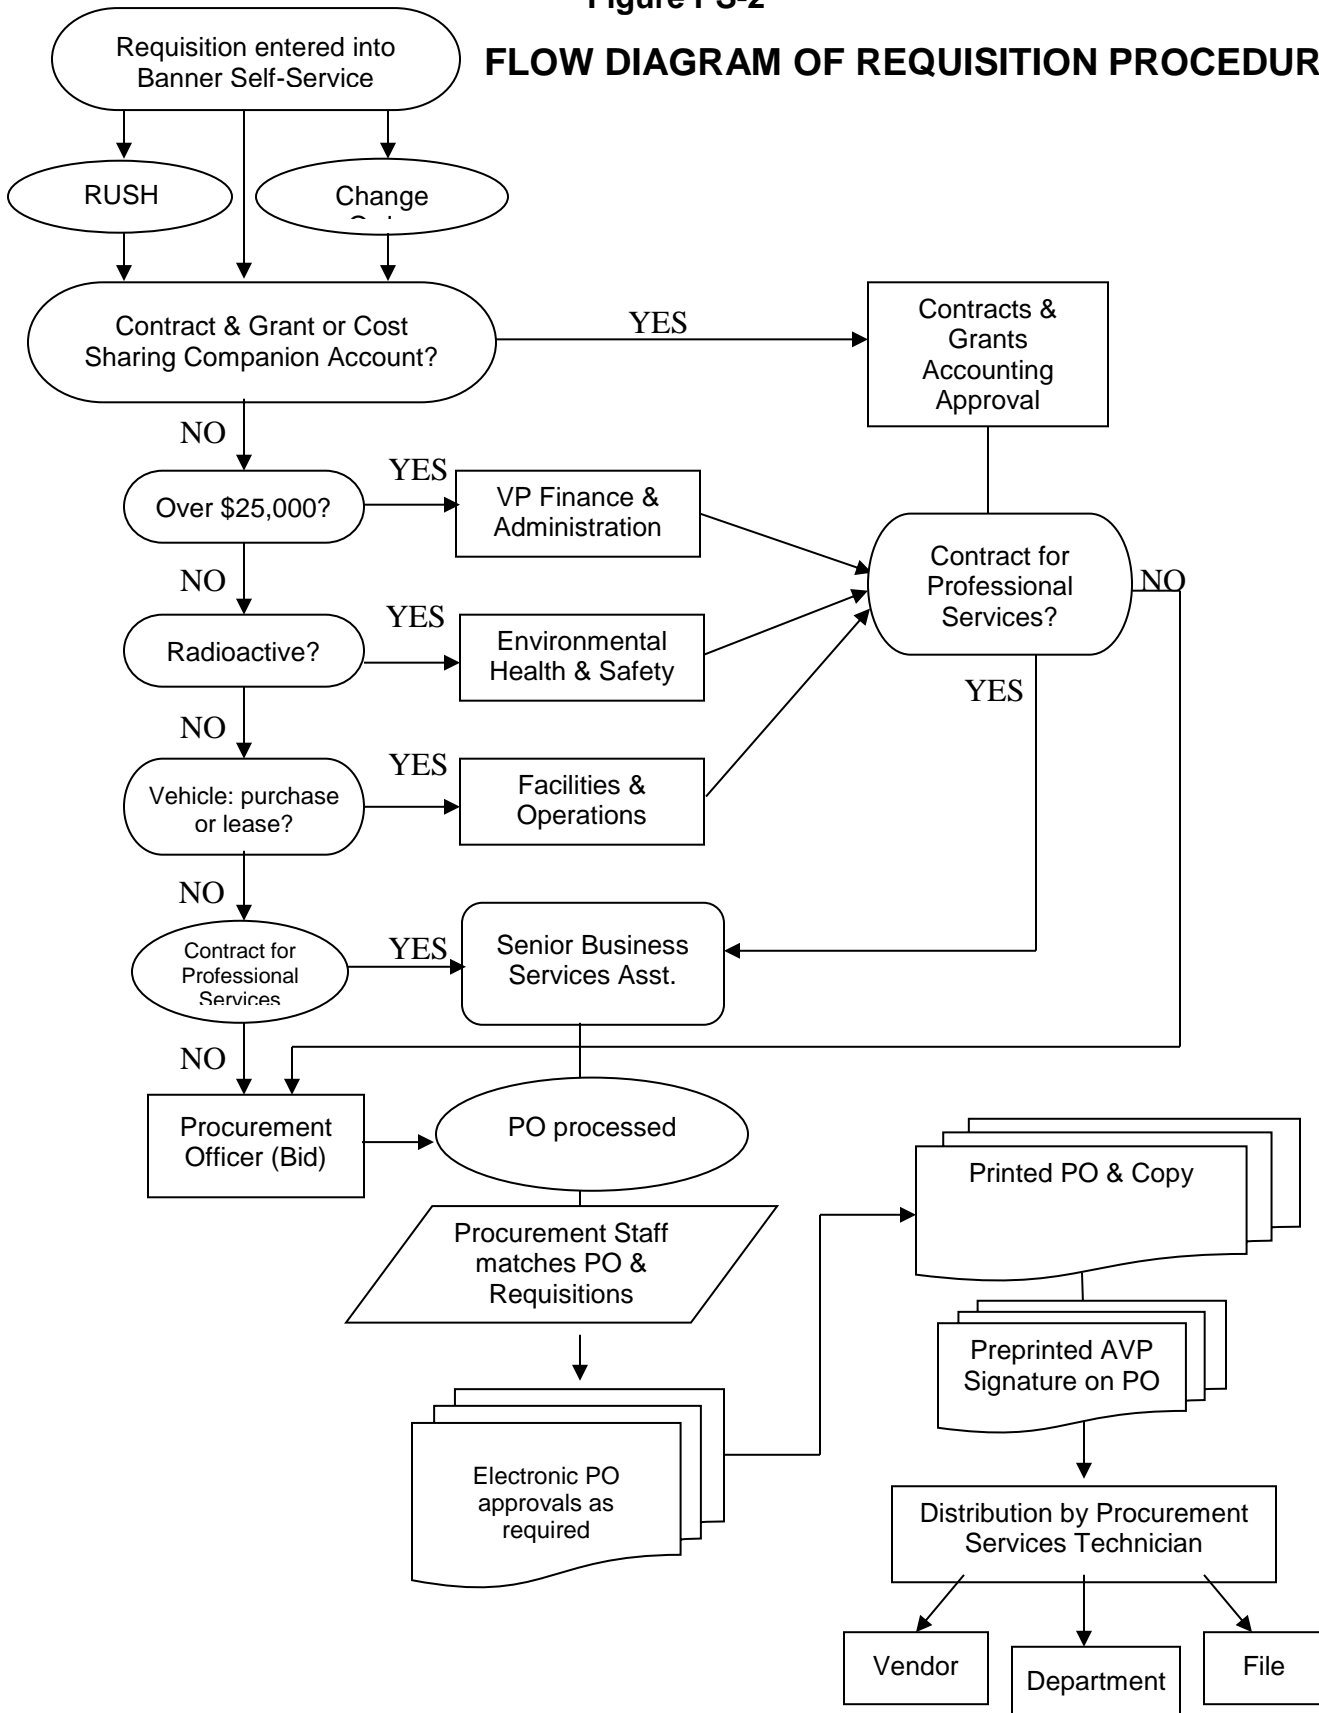 FLOW DIAGRAM OF REQUISITION PROCEDUR
Requisition entered into
Banner Self-Service
RUSH
Change
Contract & Grant or Cost
Sharing Companion Account?
YES
Contracts &
Grants
Accounting
Approval
NO
Over $25,000?
YES
VP Finance &
Administration
Contract for
Professional
Services?
NO
YES
NO
Radioactive?
YES
Environmental
Health & Safety
NO
Vehicle: purchase
or lease?
YES
Facilities &
Operations
NO
Contract for
Professional
Services
YES
Senior Business
Services Asst.
NO
Procurement
Officer (Bid)
PO processed
Procurement Staff
matches PO &
Requisitions
Electronic PO
approvals as
required
Printed PO & Copy
Preprinted AVP
Signature on PO
Distribution by Procurement
Services Technician
Vendor
Department
File